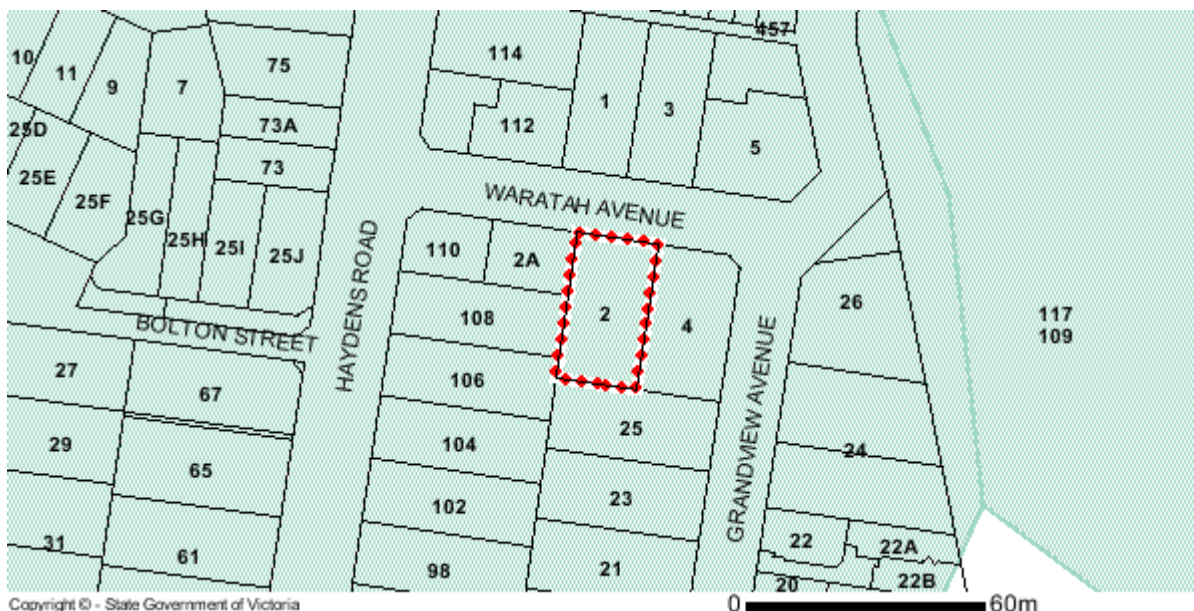 457
10
11
9
7
75
114
1
3
112
73A
5
25D
73
25E
25F
25G
25H
25I
25J
WARATAH AVENUE
110
2A
HAYDENS ROAD
2
4
26
108
117
109
BOLTON STREET
27
67
106
GRANDVIEW AVENUE
25
29
65
104
24
102
23
31
61
98
21
22
22A
20
22B
Copyright © - State Government of Victoria
0 60m